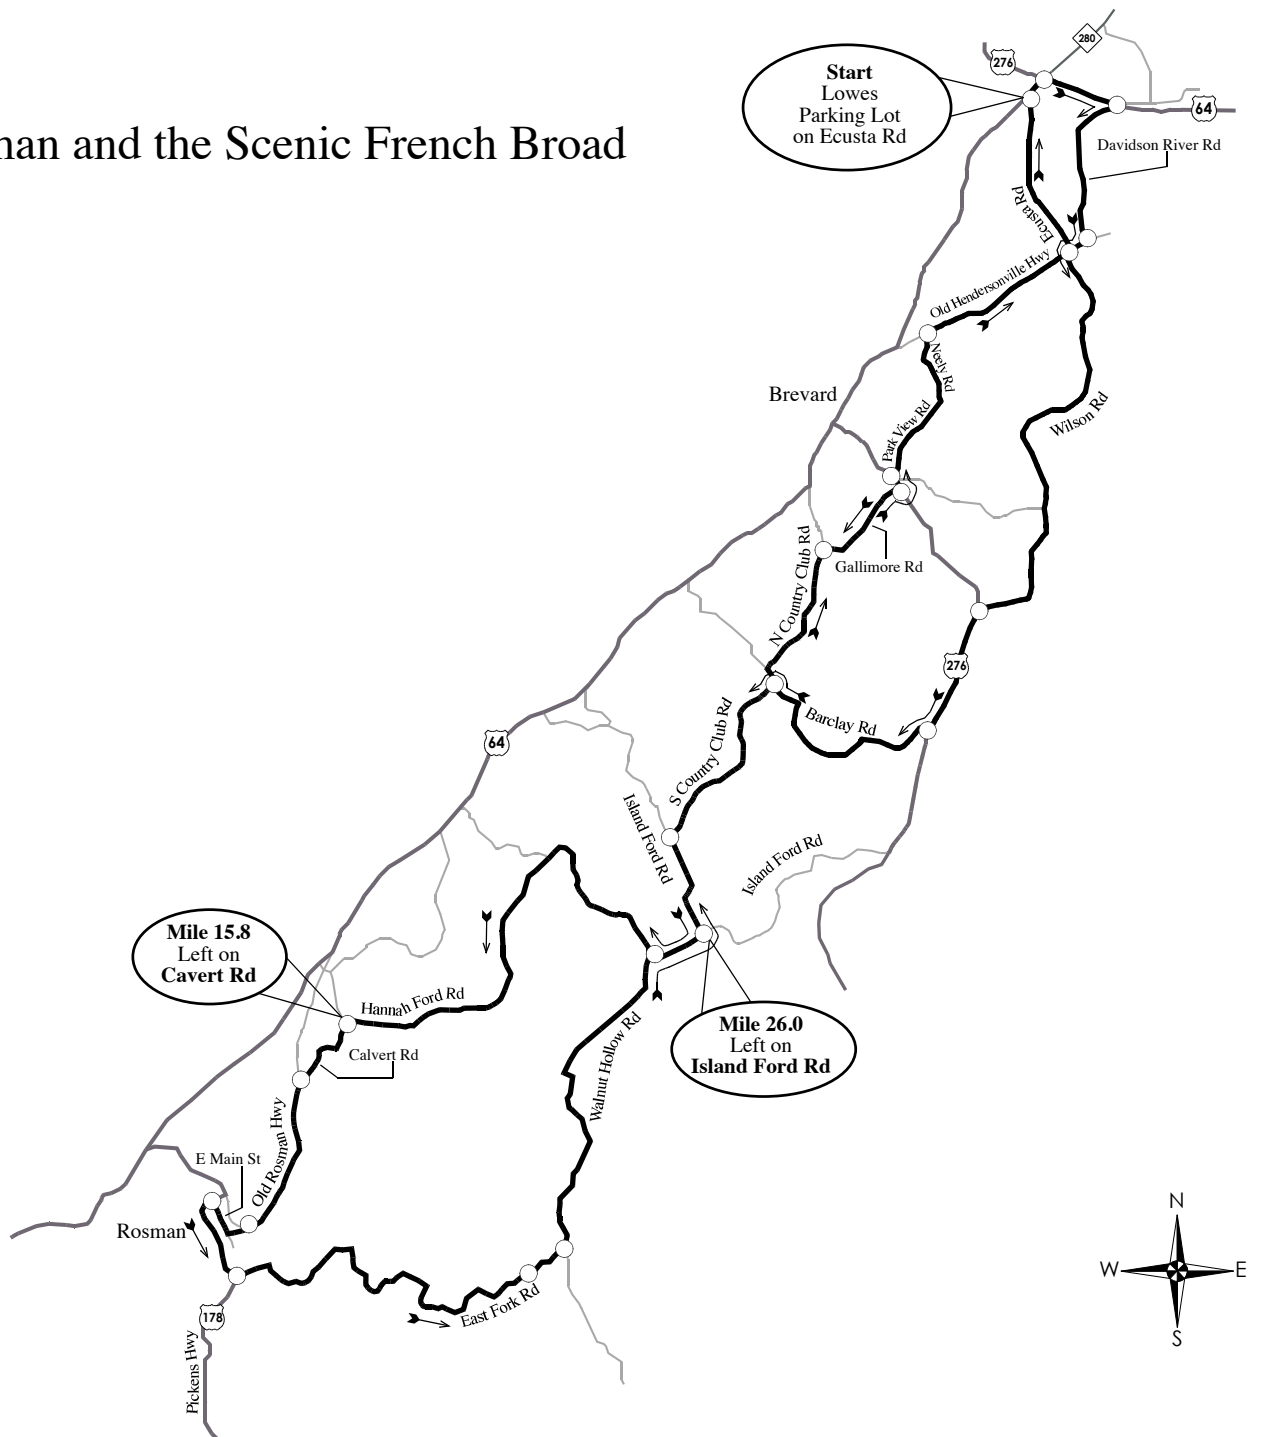 280
276
Start
Lowes
Parking Lot
on Ecusta Rd
64
man and the Scenic French Broad
Davidson River Rd
Ecusta Rd
Old Hendersonville Hwy
Neely Rd
Brevard
Wilson Rd
Park View Rd
N Country Club Rd
Gallimore Rd
276
S Country Club Rd
Barclay Rd
64
Island Ford Rd
Island Ford Rd
Mile 15.8
Left on
Cavert Rd
Hannah Ford Rd
Mile 26.0
Left on
Island Ford Rd
Walnut Hollow Rd
Calvert Rd
Old Rosman Hwy
E Main St
Rosman
N
W
E
S
East Fork Rd
178
Pickens Hwy